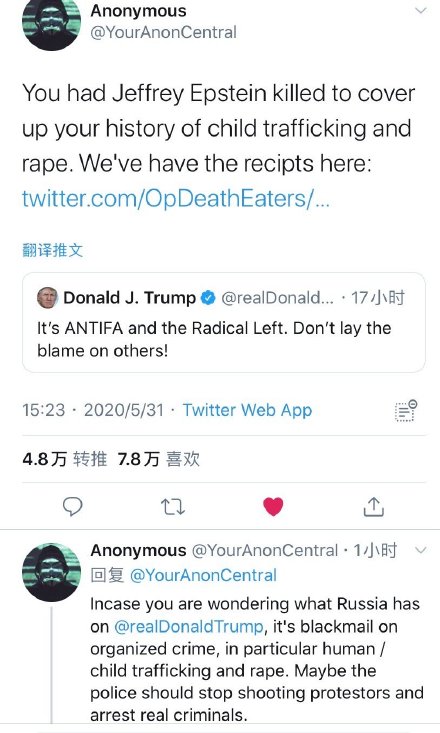 Anonymous
@YourAnonCentral
You had Jeffrey Epstein killed to cover
up your history of child trafficking and
rape. We've have the recipts here:
twitter.com/OpDeathEaters/...
翻译推文
Donald J. Trump @realDonald... · 17小时
It's ANTIFA and the Radical Left. Don't lay the
blame on others!
15:23 · 2020/5/31 · Twitter Web App
4.8万 转推 7.8万 喜欢
Anonymous @YourAnonCentral · 1小时
回复 @YourAnonCentral
Incase you are wondering what Russia has
on @realDonaldTrump, it's blackmail on
organized crime, in particular human /
child trafficking and rape. Maybe the
police should stop shooting protestors and
arrest real criminals.